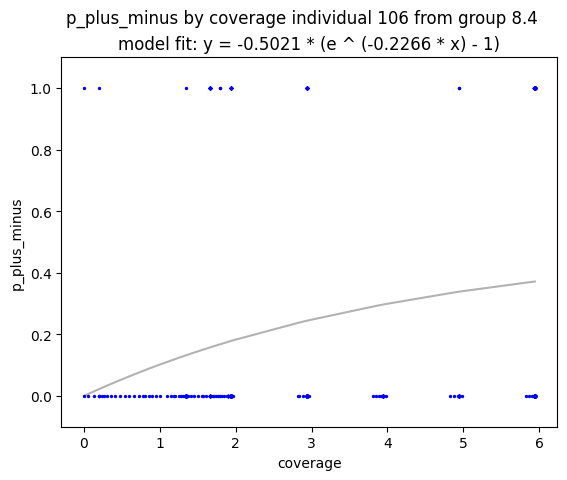 p_plus_minus by coverage individual 106 from group 8.4
model fit: y = -0.5021 * (e ^ (-0.2266 * x) - 1)
1.0
0.8
0.6
0.4
0.2
0.0
p_plus_minus
0 1 2 3 4 5 6
coverage